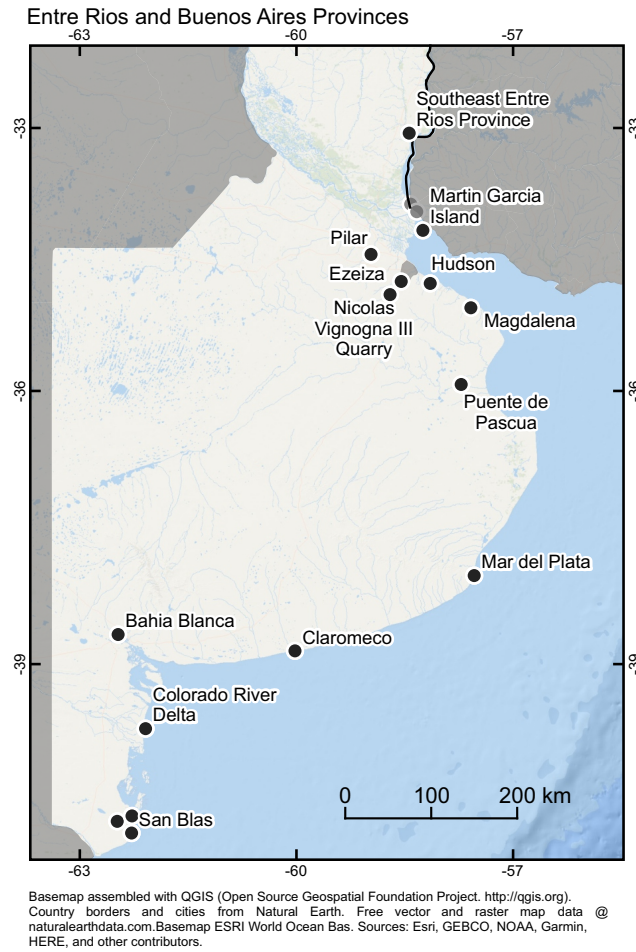 Entre Rios and Buenos Aires Provinces
-63
-60
-57
-33
-33
Southeast Entre
Rios Province
Martin Garcia
Island
Pilar
Ezeiza
Hudson
Nicolas
Vignogna III
Quarry
Magdalena
-36
-36
Puente de
Pascua
Mar del Plata
Bahia Blanca
Claromeco
-39
-39
Colorado River
Delta
0 100 200 km
San Blas
-63
-60
-57
Basemap assembled with QGIS (Open Source Geospatial Foundation Project. http://qgis.org).
Country borders and cities from Natural Earth. Free vector and raster map data @
naturalearthdata.com.Basemap ESRI World Ocean Bas. Sources: Esri, GEBCO, NOAA, Garmin,
HERE, and other contributors.